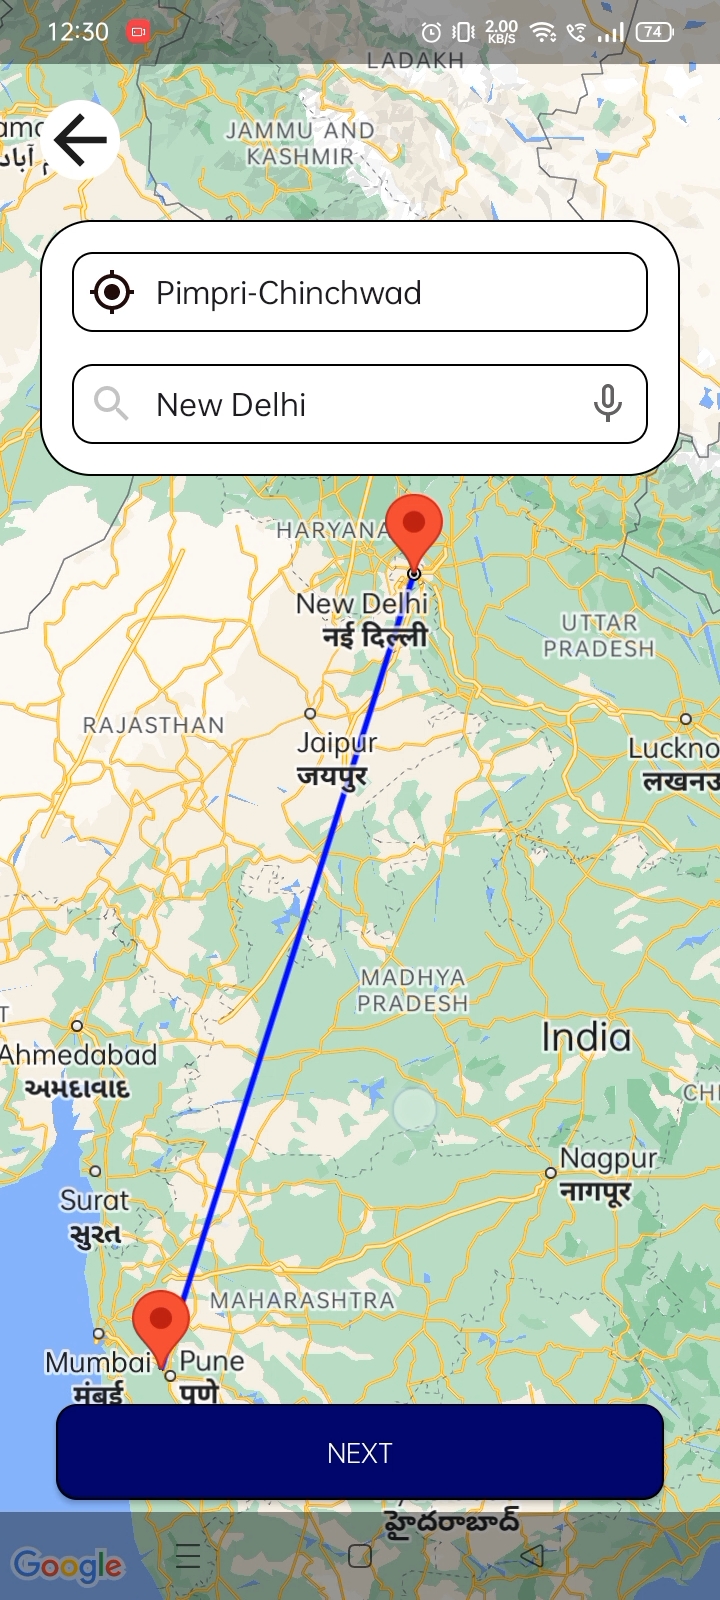 12:30
2.00
KB/S
74
LADAKH
JAMMU AND
KASHMIR
Pimpri-Chinchwad
New Delhi
HARYANA
New Delhi
नई दिल्ली
UTTAR
PRADESH
RAJASTHAN
Jaipur
जयपुर
Luckno
लखनउ
MADHYA
PRADESH
India
Ahmedabad
અમદાવાદ
Nagpur
नागपूर
Surat
સુરત
MAHARASHTRA
Mumbai
मुंबई
Pune
पुणे
NEXT
హైదరాబాద్
Google